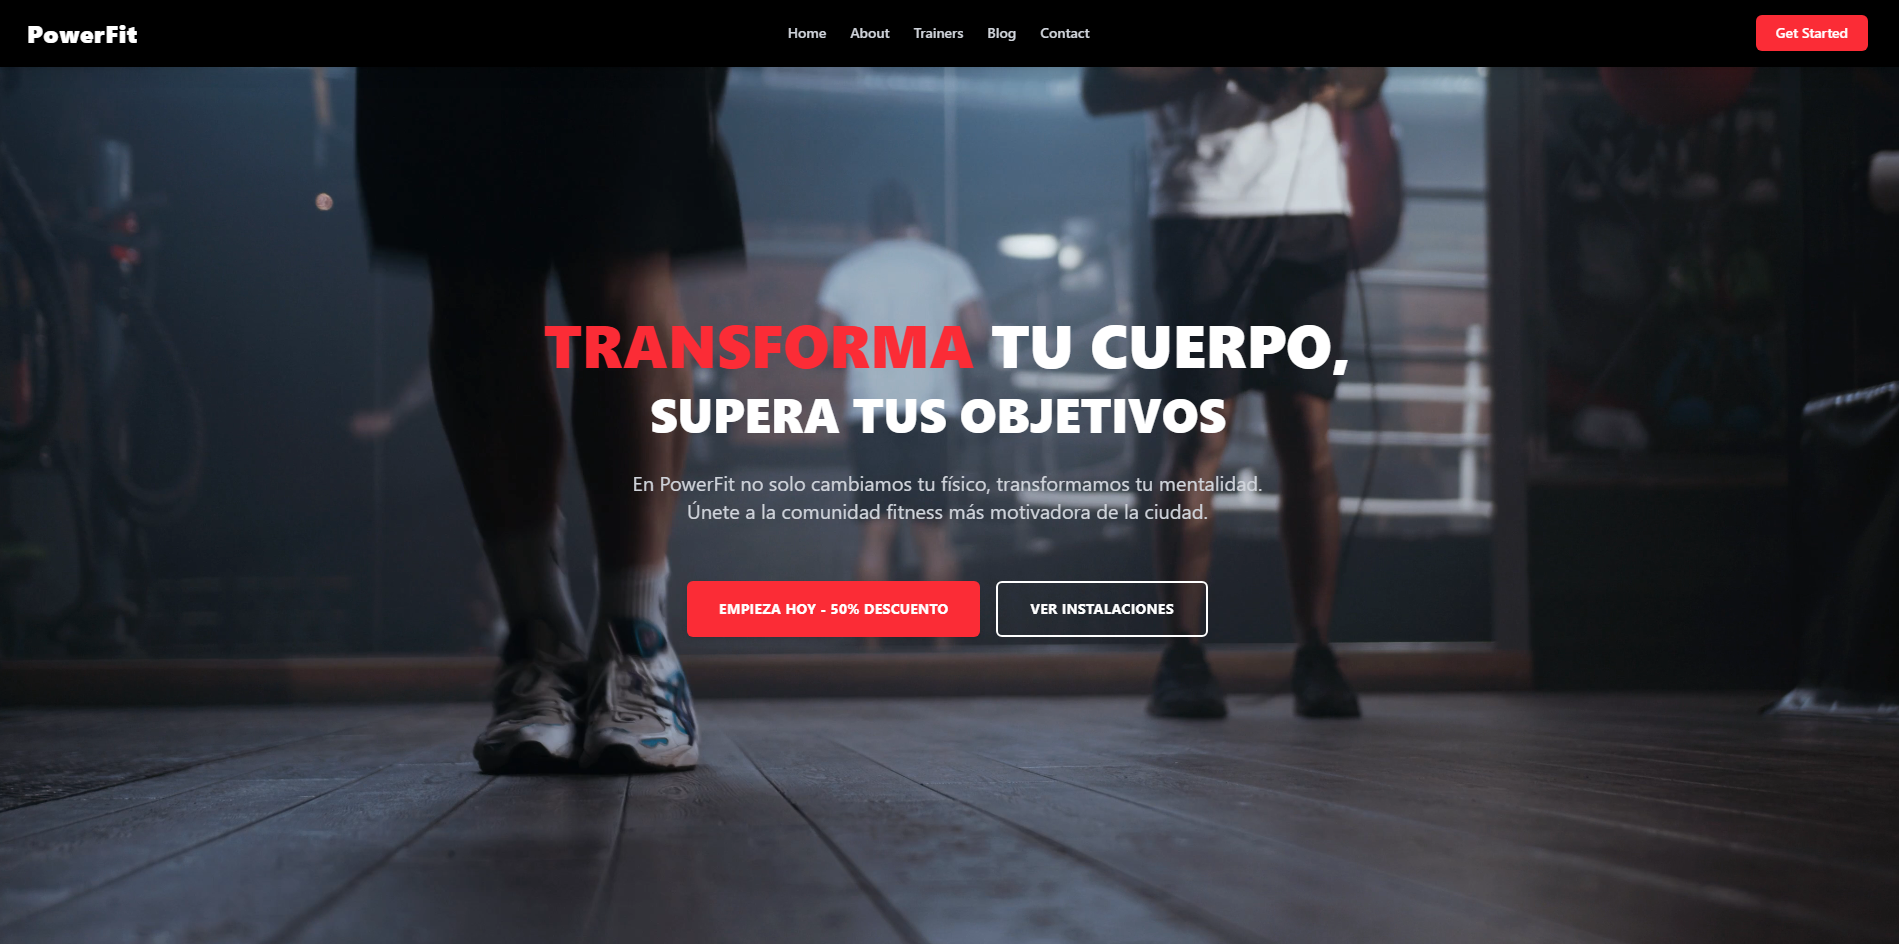 PowerFit
Home About Trainers Blog Contact
Get Started
TRANSFORMA TU CUERPO,
SUPERA TUS OBJETIVOS
En PowerFit no solo cambiamos tu físico, transformamos tu mentalidad.
Únete a la comunidad fitness más motivadora de la ciudad.
EMPIEZA HOY - 50% DESCUENTO
VER INSTALACIONES